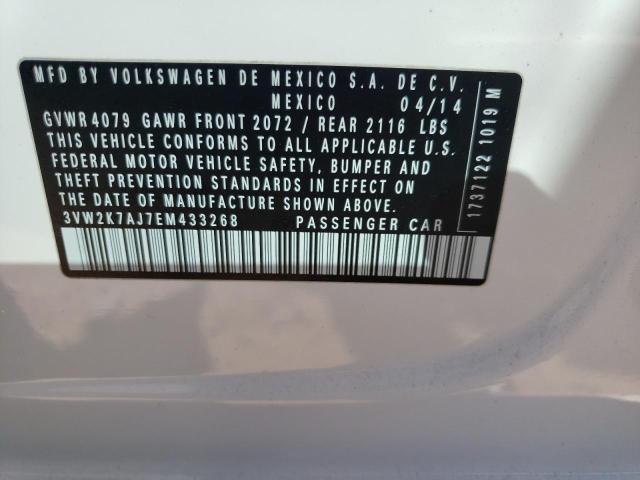 MFD BY VOLKSWAGEN DE MEXICO S.A. DE C.V.
MEXICO 04/14
GVWR 4079 GAWR FRONT 2072 / REAR 2116 LBS
THIS VEHICLE CONFORMS TO ALL APPLICABLE U.S.
FEDERAL MOTOR VEHICLE SAFETY, BUMPER AND
THEFT PREVENTION STANDARDS IN EFFECT ON
THE DATE OF MANUFACTURE SHOWN ABOVE.
3VW2K7AJ7EM433268 PASSENGER CAR
1737122 1019 M